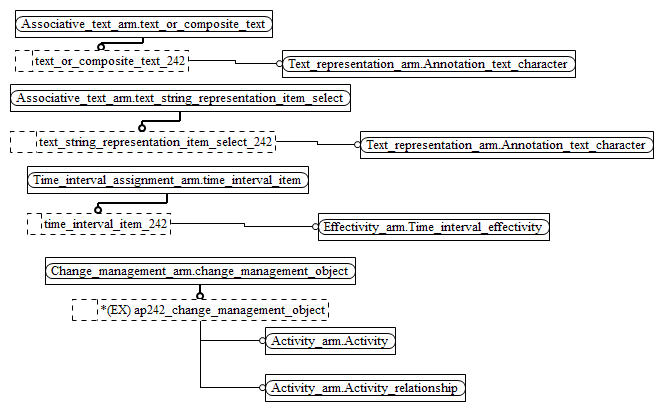 Associative_text_arm.text_or_composite_text
text_or_composite_text_242
Text_representation_arm.Annotation_text_character
Associative_text_arm.text_string_representation_item_select
text_string_representation_item_select_242
Text_representation_arm.Annotation_text_character
Time_interval_assignment_arm.time_interval_item
time_interval_item_242
Effectivity_arm.Time_interval_effectivity
Change_management_arm.change_management_object
*(EX) ap242_change_management_object
Activity_arm.Activity
Activity_arm.Activity_relationship